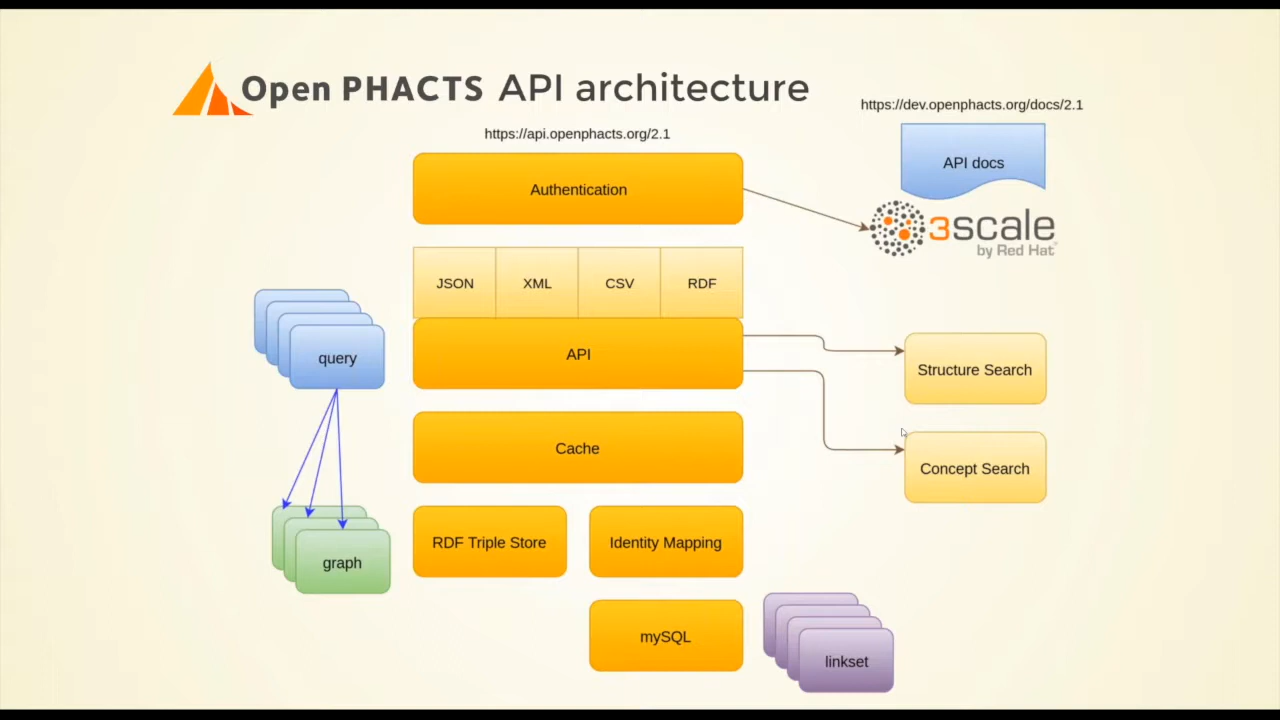 Open PHACTS API architecture
https://dev.openphacts.org/docs/2.1
https://api.openphacts.org/2.1
API docs
Authentication
3scale
by Red Hat
JSON XML CSV RDF
query
API
Structure Search
Cache
Concept Search
RDF Triple Store
Identity Mapping
graph
mySQL
linkset